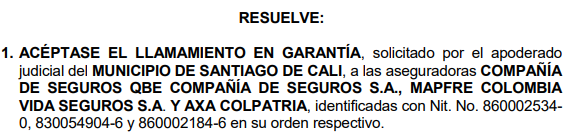 RESUELVE:
1. ACÉPTASE EL LLAMAMIENTO EN GARANTÍA, solicitado por el apoderado
judicial del MUNICIPIO DE SANTIAGO DE CALI, a las aseguradoras COMPAÑÍA
DE SEGUROS QBE COMPAÑÍA DE SEGUROS S.A., MAPFRE COLOMBIA
VIDA SEGUROS S.A. Y AXA COLPATRIA, identificadas con Nit. No. 860002534-
0, 830054904-6 y 860002184-6 en su orden respectivo.